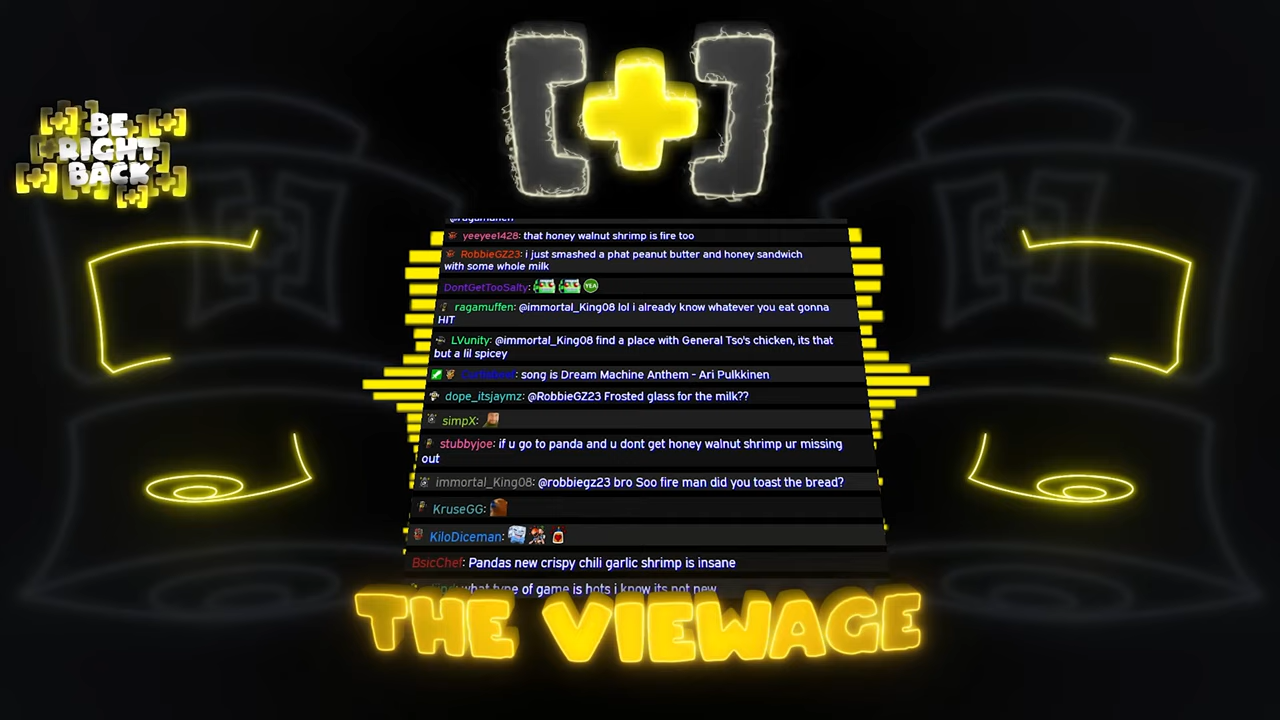 BE
RIGHT
BACK
@ragamuffen
yeeyee1428: that honey walnut shrimp is fire too
RobbieGZ23: i just smashed a phat peanut butter and honey sandwich
with some whole milk
DontGetTooSalty: YEA
ragamuffen: @immortal_King08 lol i already know whatever you eat gonna
HIT
LVunity: @immortal_King08 find a place with General Tso's chicken, its that
but a lil spicey
: song is Dream Machine Anthem - Ari Pulkkinen
dope_itsjaymz: @RobbieGZ23 Frosted glass for the milk??
simpX:
stubbyjoe: if u go to panda and u dont get honey walnut shrimp ur missing
out
immortal_King08: @robbiegz23 bro Soo fire man did you toast the bread?
KruseGG:
KiloDiceman:
BsicChef: Pandas new crispy chili garlic shrimp is insane
: what type of game is hots i know its not new
THE VIEWAGE